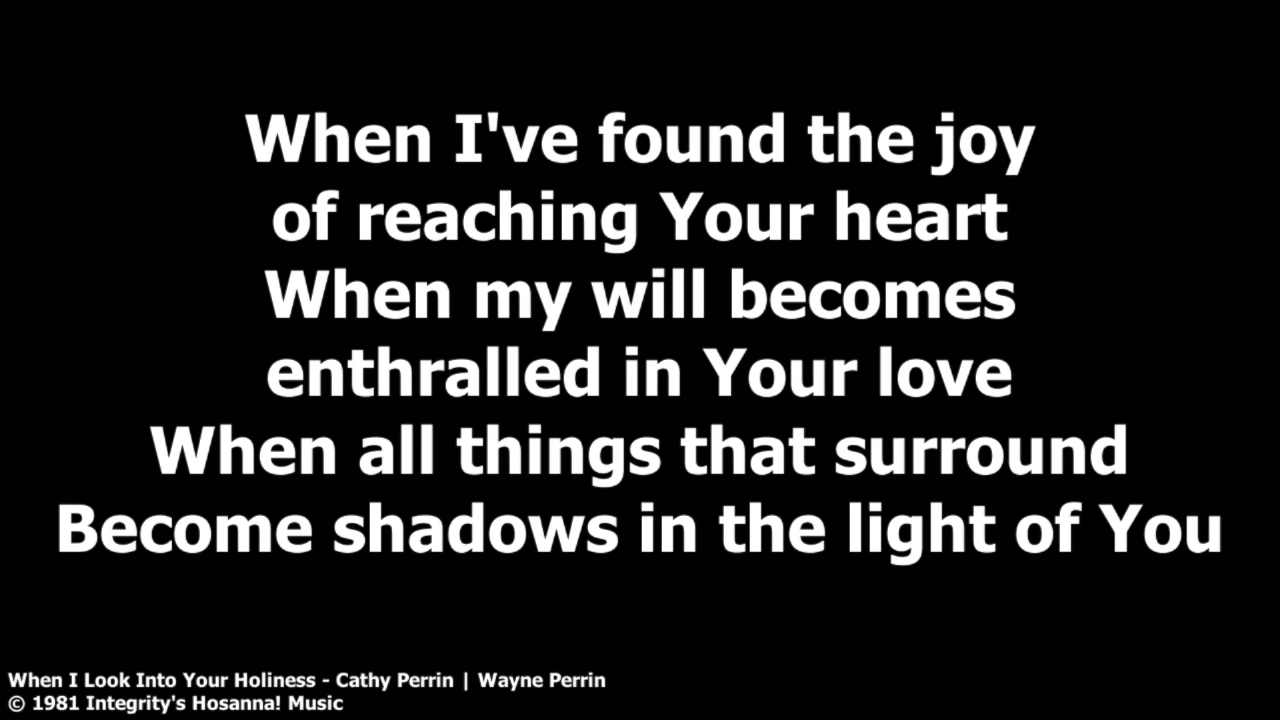 When I've found the joy
of reaching Your heart
When my will becomes
enthralled in Your love
When all things that surround
Become shadows in the light of You
When I Look Into Your Holiness - Cathy Perrin | Wayne Perrin
© 1981 Integrity's Hosanna! Music